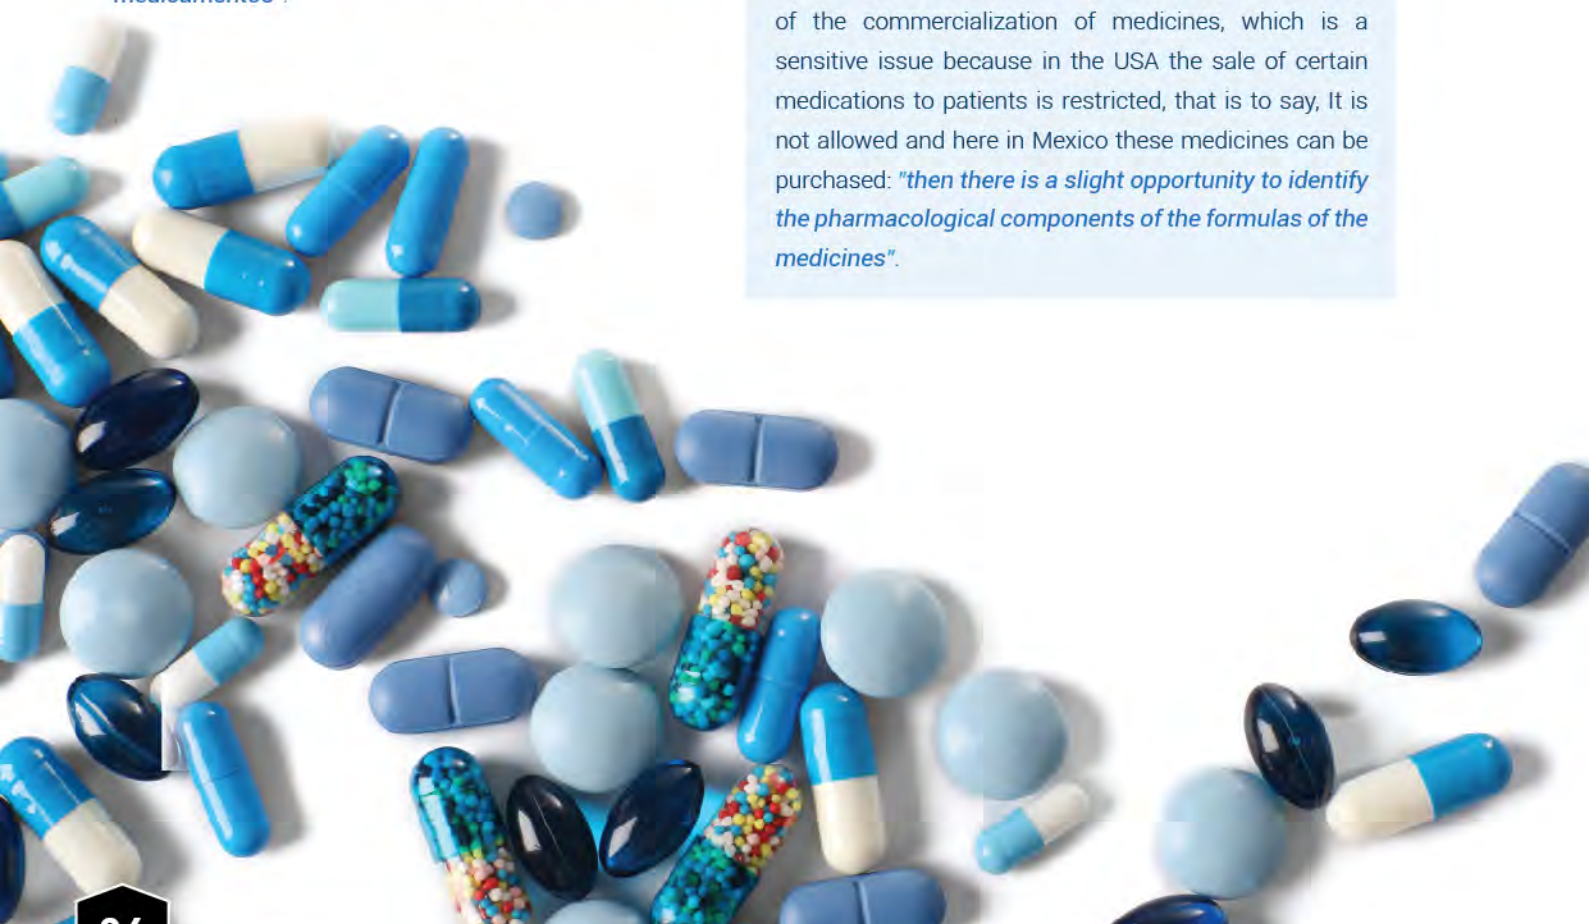 medicamentos".
of the commercialization of medicines, which is a
sensitive issue because in the USA the sale of certain
medications to patients is restricted, that is to say, It is
not allowed and here in Mexico these medicines can be
purchased: "then there is a slight opportunity to identify
the pharmacological components of the formulas of the
medicines".